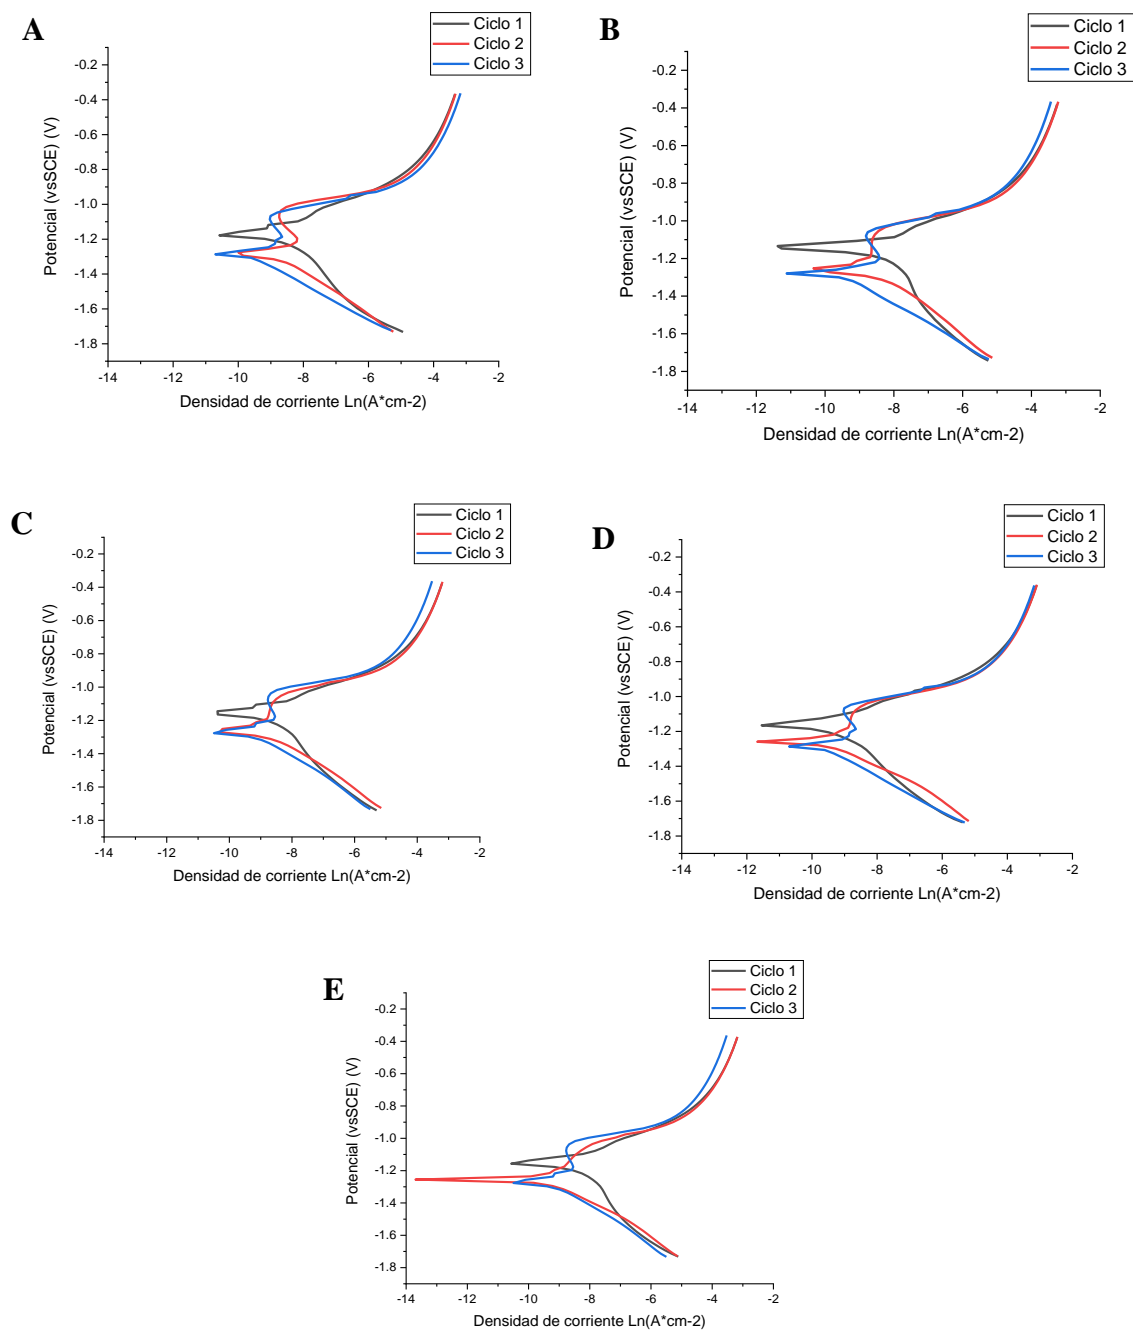 A
Ciclo 1
Ciclo 2
Ciclo 3
-0.2
-0.4
-0.6
-0.8
-1.0
-1.2
-1.4
-1.6
-1.8
Potencial (vsSCE) (V)
-14 -12 -10 -8 -6 -4 -2
Densidad de corriente Ln(A*cm-2)
B
Ciclo 1
Ciclo 2
Ciclo 3
-0.2
-0.4
-0.6
-0.8
-1.0
-1.2
-1.4
-1.6
-1.8
Potencial (vsSCE) (V)
-14 -12 -10 -8 -6 -4 -2
Densidad de corriente Ln(A*cm-2)
C
Ciclo 1
Ciclo 2
Ciclo 3
-0.2
-0.4
-0.6
-0.8
-1.0
-1.2
-1.4
-1.6
-1.8
Potencial (vsSCE) (V)
-14 -12 -10 -8 -6 -4 -2
Densidad de corriente Ln(A*cm-2)
D
Ciclo 1
Ciclo 2
Ciclo 3
-0.2
-0.4
-0.6
-0.8
-1.0
-1.2
-1.4
-1.6
-1.8
Potencial (vsSCE) (V)
-14 -12 -10 -8 -6 -4 -2
Densidad de corriente Ln(A*cm-2)
E
Ciclo 1
Ciclo 2
Ciclo 3
-0.2
-0.4
-0.6
-0.8
-1.0
-1.2
-1.4
-1.6
-1.8
Potencial (vsSCE) (V)
-14 -12 -10 -8 -6 -4 -2
Densidad de corriente Ln(A*cm-2)